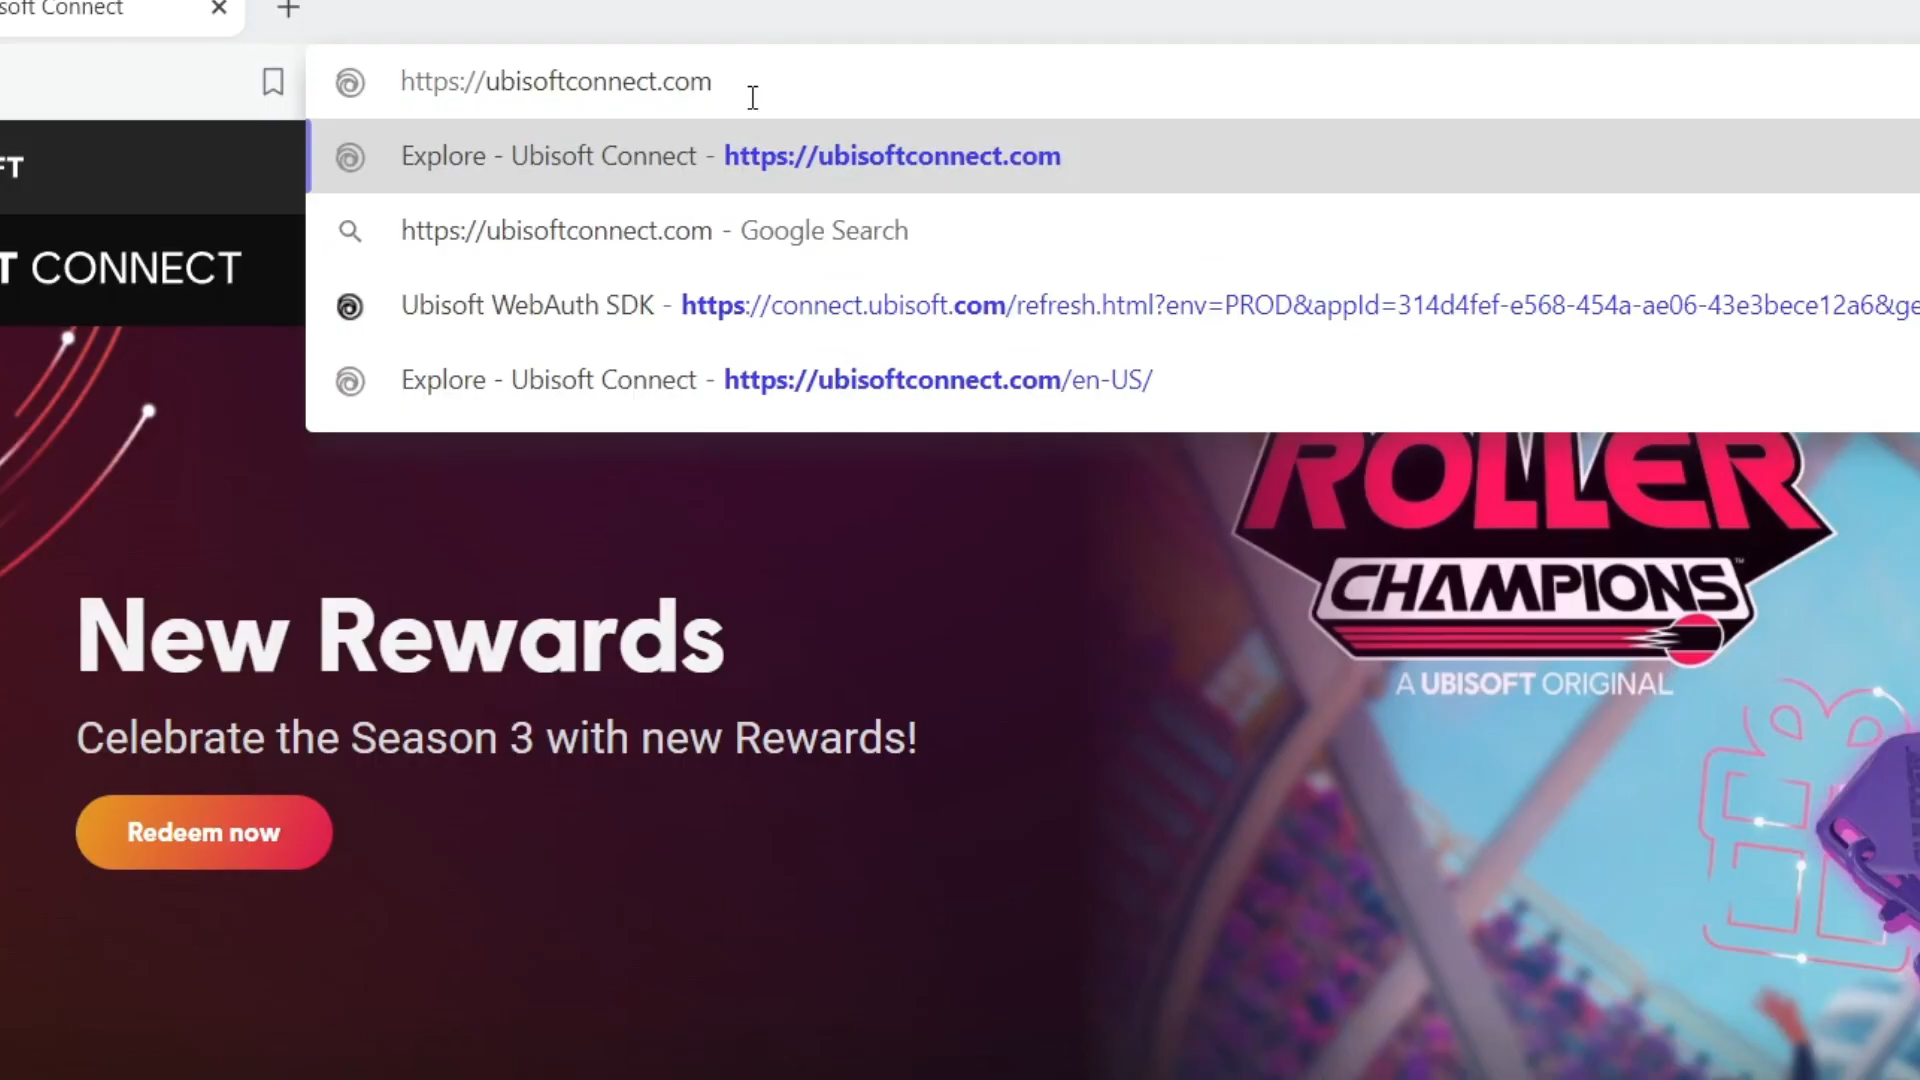 soft Connect
https://ubisoftconnect.com
Explore - Ubisoft Connect - https://ubisoftconnect.com
FT
https://ubisoftconnect.com - Google Search
T CONNECT
Ubisoft WebAuth SDK - https://connect.ubisoft.com/refresh.html?env=PROD&appId=314d4fef-e568-454a-ae06-43e3bece12a6&ge
Explore - Ubisoft Connect - https://ubisoftconnect.com/en-US/
ROLLER
CHAMPIONS™
A UBISOFT ORIGINAL
New Rewards
Celebrate the Season 3 with new Rewards!
Redeem now